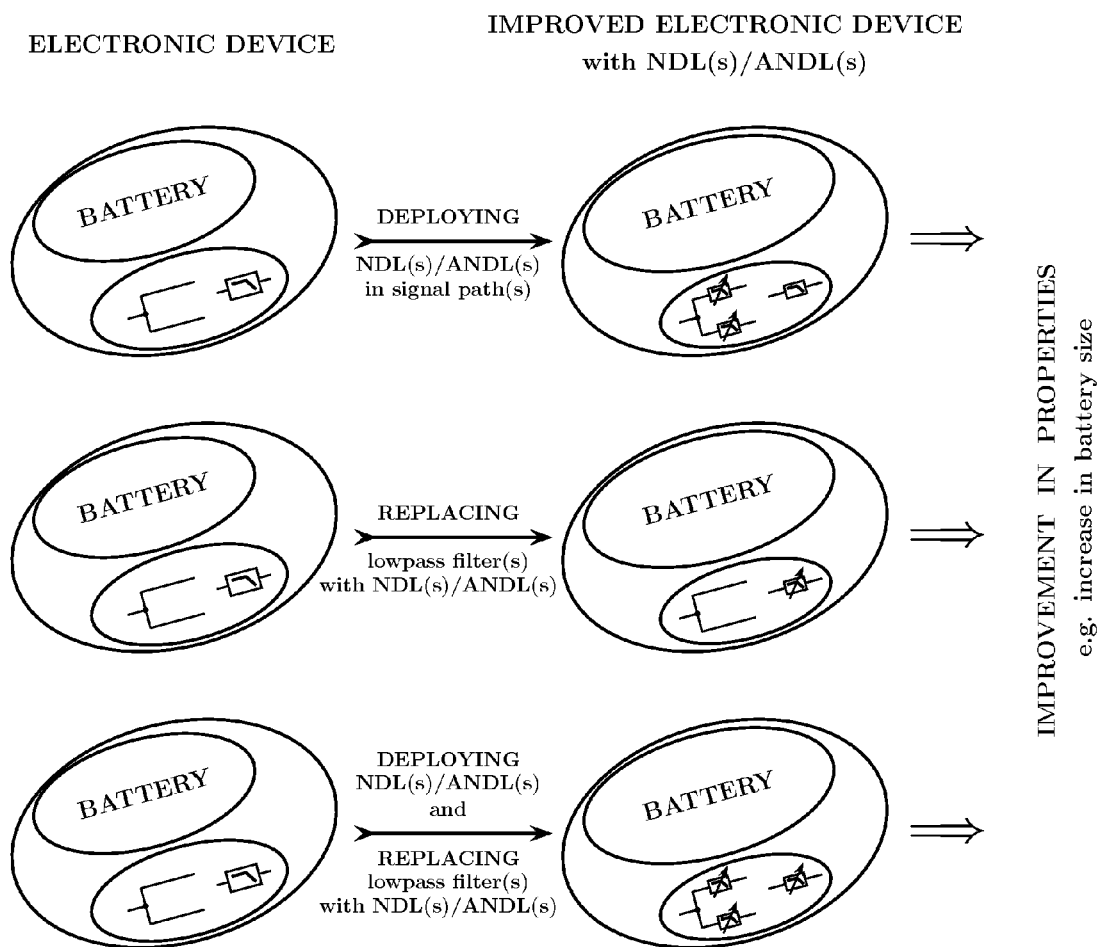 ELECTRONIC DEVICE
IMPROVED ELECTRONIC DEVICE
with NDL(s)/ANDL(s)
BATTERY
DEPLOYING
NDL(s)/ANDL(s)
in signal path(s)
BATTERY
BATTERY
REPLACING
lowpass filter(s)
with NDL(s)/ANDL(s)
BATTERY
BATTERY
DEPLOYING
NDL(s)/ANDL(s)
and
REPLACING
lowpass filter(s)
with NDL(s)/ANDL(s)
BATTERY
IMPROVEMENT IN PROPERTIES
e.g. increase in battery size